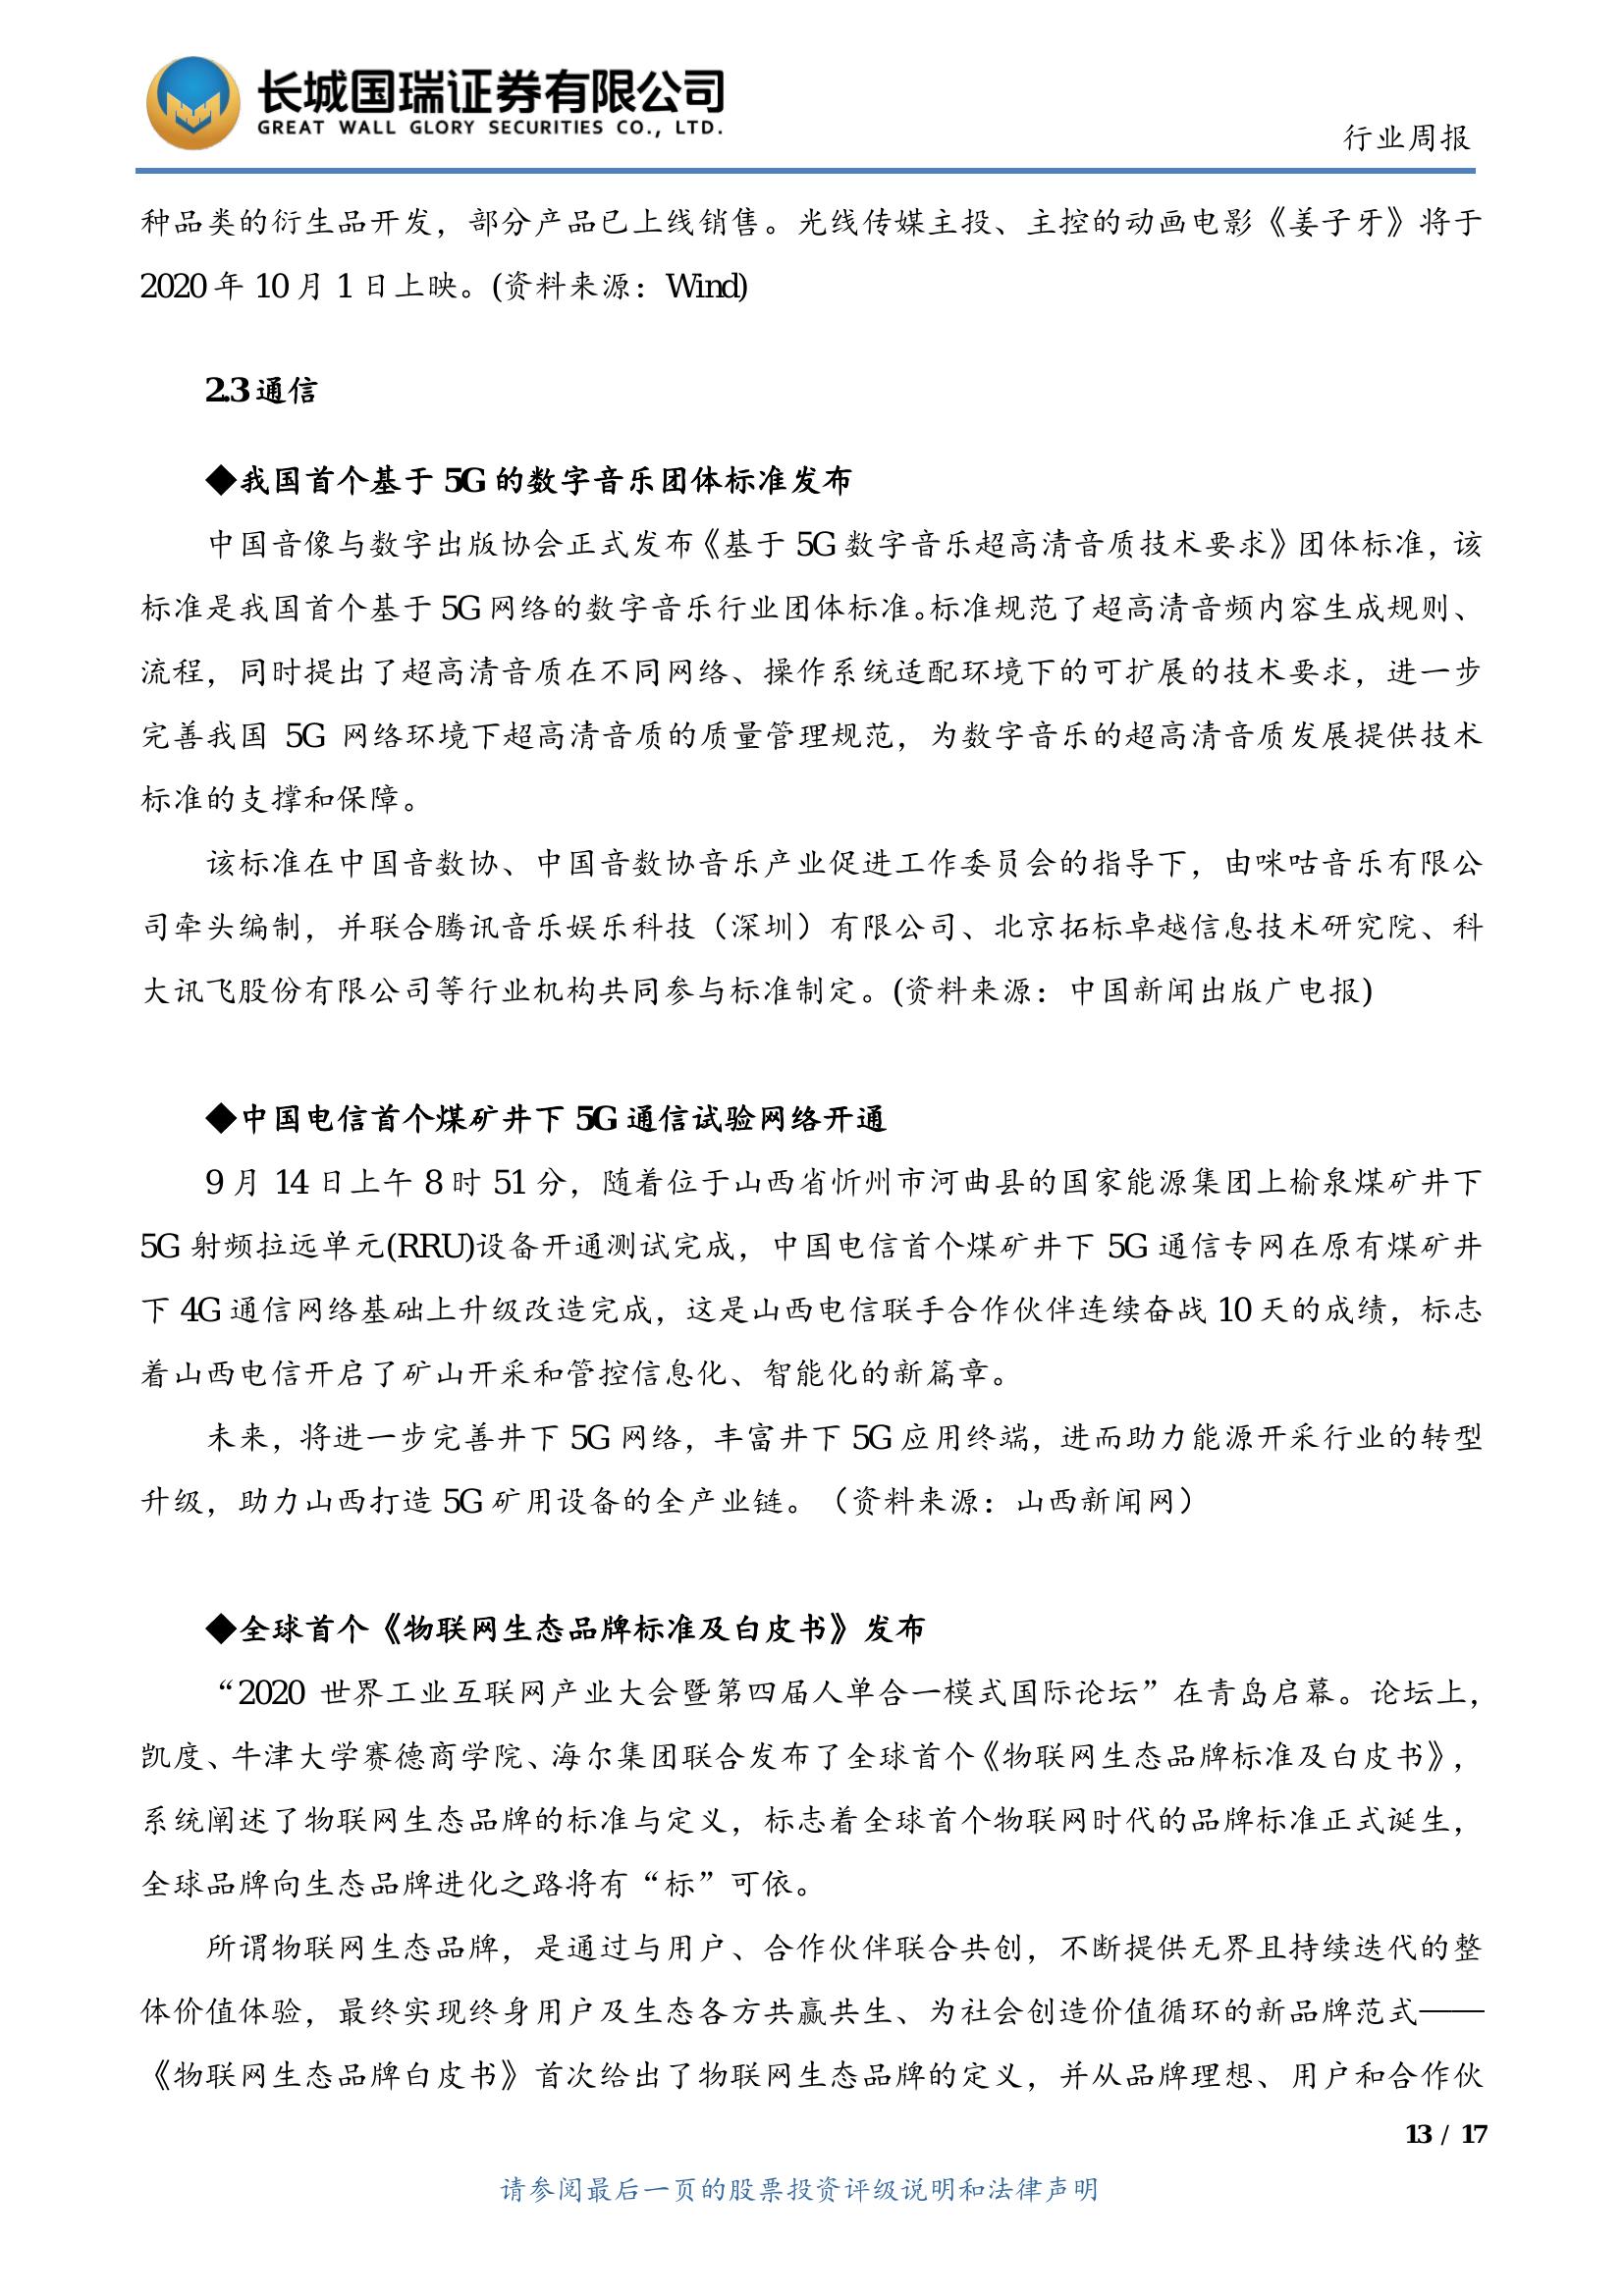 长城国瑞证券有限公司
GREAT WALL GLORY SECURITIES CO., LTD.
行业周报
种品类的衍生品开发，部分产品已上线销售。光线传媒主投、主控的动画电影《姜子牙》将于
2020 年 10 月 1 日上映。(资料来源：Wind)
2.3 通信
◆我国首个基于 5G 的数字音乐团体标准发布
中国音像与数字出版协会正式发布《基于 5G 数字音乐超高清音质技术要求》团体标准，该
标准是我国首个基于 5G 网络的数字音乐行业团体标准。标准规范了超高清音频内容生成规则、
流程，同时提出了超高清音质在不同网络、操作系统适配环境下的可扩展的技术要求，进一步
完善我国 5G 网络环境下超高清音质的质量管理规范，为数字音乐的超高清音质发展提供技术
标准的支撑和保障。
该标准在中国音数协、中国音数协音乐产业促进工作委员会的指导下，由咪咕音乐有限公
司牵头编制，并联合腾讯音乐娱乐科技（深圳）有限公司、北京拓标卓越信息技术研究院、科
大讯飞股份有限公司等行业机构共同参与标准制定。(资料来源：中国新闻出版广电报)
◆中国电信首个煤矿井下 5G 通信试验网络开通
9 月 14 日上午 8 时 51 分，随着位于山西省忻州市河曲县的国家能源集团上榆泉煤矿井下
5G 射频拉远单元(RRU)设备开通测试完成，中国电信首个煤矿井下 5G 通信专网在原有煤矿井
下 4G 通信网络基础上升级改造完成，这是山西电信联手合作伙伴连续奋战 10 天的成绩，标志
着山西电信开启了矿山开采和管控信息化、智能化的新篇章。
未来，将进一步完善井下 5G 网络，丰富井下 5G 应用终端，进而助力能源开采行业的转型
升级，助力山西打造 5G 矿用设备的全产业链。（资料来源：山西新闻网）
◆全球首个《物联网生态品牌标准及白皮书》发布
“2020 世界工业互联网产业大会暨第四届人单合一模式国际论坛”在青岛启幕。论坛上，
凯度、牛津大学赛德商学院、海尔集团联合发布了全球首个《物联网生态品牌标准及白皮书》，
系统阐述了物联网生态品牌的标准与定义，标志着全球首个物联网时代的品牌标准正式诞生，
全球品牌向生态品牌进化之路将有“标”可依。
所谓物联网生态品牌，是通过与用户、合作伙伴联合共创，不断提供无界且持续迭代的整
体价值体验，最终实现终身用户及生态各方共赢共生、为社会创造价值循环的新品牌范式——
《物联网生态品牌白皮书》首次给出了物联网生态品牌的定义，并从品牌理想、用户和合作伙
13 / 17
请参阅最后一页的股票投资评级说明和法律声明